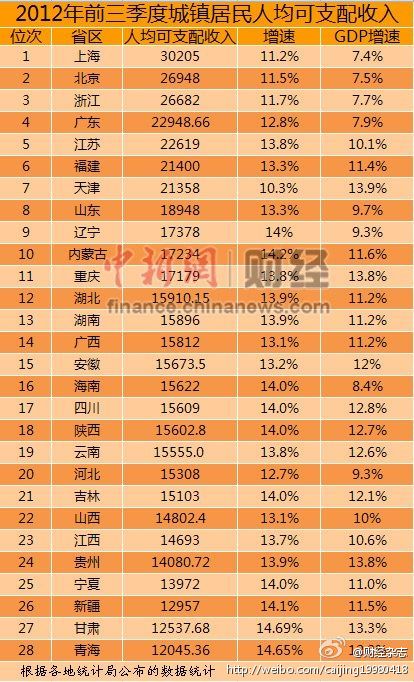 2012年前三季度城镇居民人均可支配收入
位次 省区 人均可支配收入 增速 GDP增速
1 上海 30205 11.2% 7.4%
2 北京 26948 11.5% 7.5%
3 浙江 26682 11.7% 7.7%
4 广东 22948.66 12.8% 7.9%
5 江苏 22619 13.8% 10.1%
6 福建 21400 13.3% 11.4%
7 天津 21358 10.3% 13.9%
8 山东 18948 13.3% 9.7%
9 辽宁 17378 14% 9.3%
中新网 财经
10 内蒙古 17234 14.2% 11.6%
11 重庆 17179 13.8% 13.8%
12 湖北 15910.15 13.9% 11.2%
finance.chinanews.com
13 湖南 15896 13.9% 11.2%
14 广西 15812 13.1% 11.2%
15 安徽 15673.5 13.2% 12%
16 海南 15622 14.0% 8.4%
17 四川 15609 14.0% 12.8%
18 陕西 15602.8 14.0% 12.7%
19 云南 15555.0 13.8% 12.6%
20 河北 15308 12.7% 9.3%
21 吉林 15103 14.0% 12.1%
22 山西 14802.4 13.1% 10%
23 江西 14693 13.7% 10.6%
24 贵州 14080.72 13.9% 13.8%
25 宁夏 13972 14.0% 11.0%
26 新疆 12957 14.1% 11.5%
27 甘肃 12537.68 14.69% 13.3%
28 青海 12045.36 14.65%
@财经杂志
根据各地统计局公布的数据统计
http://weibo.com/caijing19980418